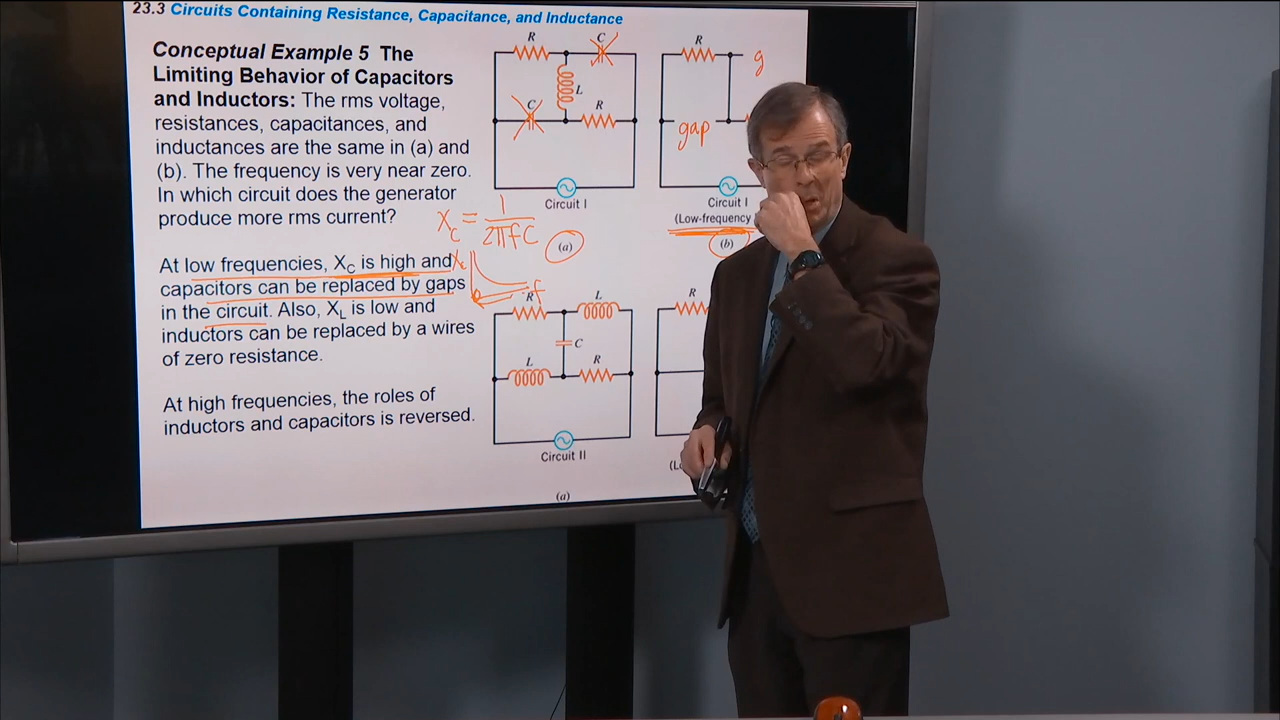 23.3 Circuits Containing Resistance, Capacitance, and Inductance
Conceptual Example 5 The
Limiting Behavior of Capacitors
and Inductors: The rms voltage,
resistances, capacitances, and
inductances are the same in (a) and
(b). The frequency is very near zero.
In which circuit does the generator
produce more rms current?
X_C = 1/2πfC
At low frequencies, X_C is high and
capacitors can be replaced by gaps
in the circuit. Also, X_L is low and
inductors can be replaced by a wires
of zero resistance.
At high frequencies, the roles of
inductors and capacitors is reversed.
R
C
L
C
R
Circuit I
(a)
R
g
gap
Circuit I
(Low-frequency
(b)
X_C
f
R
L
C
L
R
Circuit II
(a)
R